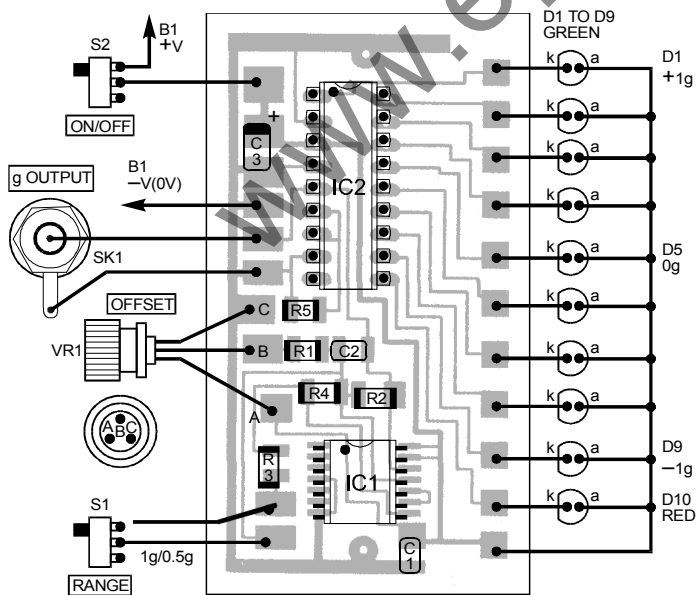 D1 TO D9
GREEN
S2
B1
+V
ON/OFF
k a
D1
+1g
k a
+
C
3
k a
IC2
g OUTPUT
B1
–V(0V)
k a
SK1
k a
D5
0g
OFFSET
C
R5
k a
VR1
B
R1
C2
k a
R4
R2
A
k a
A B C
R
3
IC1
k a
D9
–1g
S1
k a
D10
RED
1g/0.5g
C
1
RANGE
www.e